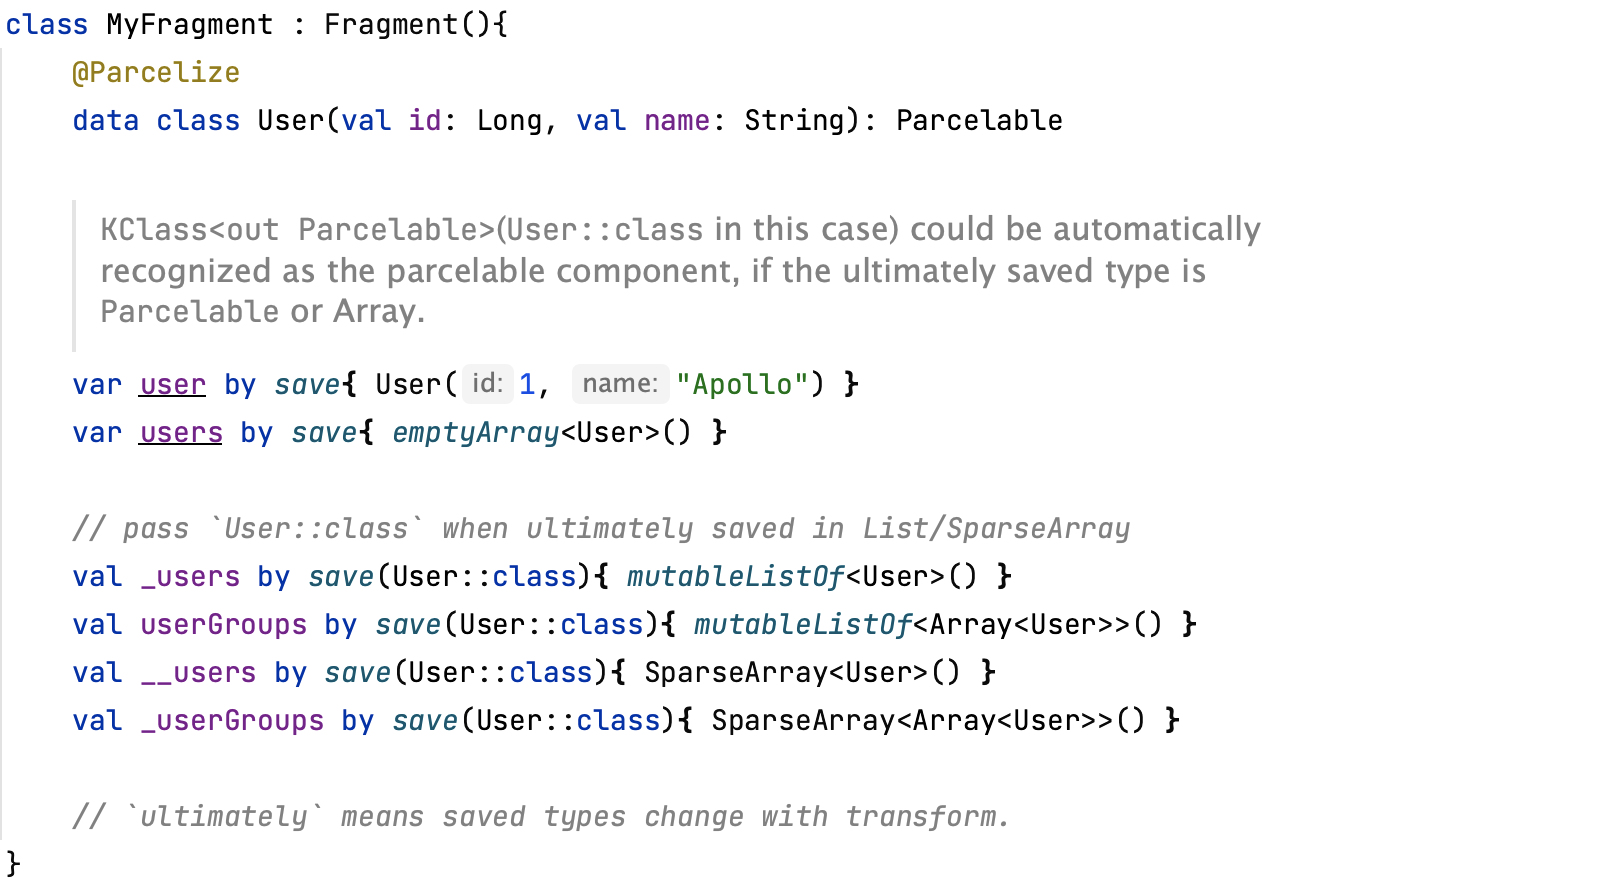 class MyFragment : Fragment(){
    @Parcelize
    data class User(val id: Long, val name: String): Parcelable
    KClass<out Parcelable>(User::class in this case) could be automatically
    recognized as the parcelable component, if the ultimately saved type is
    Parcelable or Array.
    var user by save{ User( id: 1, name: "Apollo") }
    var users by save{ emptyArray<User>() }
    // pass `User::class` when ultimately saved in List/SparseArray
    val _users by save(User::class){ mutableListOf<User>() }
    val userGroups by save(User::class){ mutableListOf<Array<User>>() }
    val __users by save(User::class){ SparseArray<User>() }
    val _userGroups by save(User::class){ SparseArray<Array<User>>() }
    // `ultimately` means saved types change with transform.
}